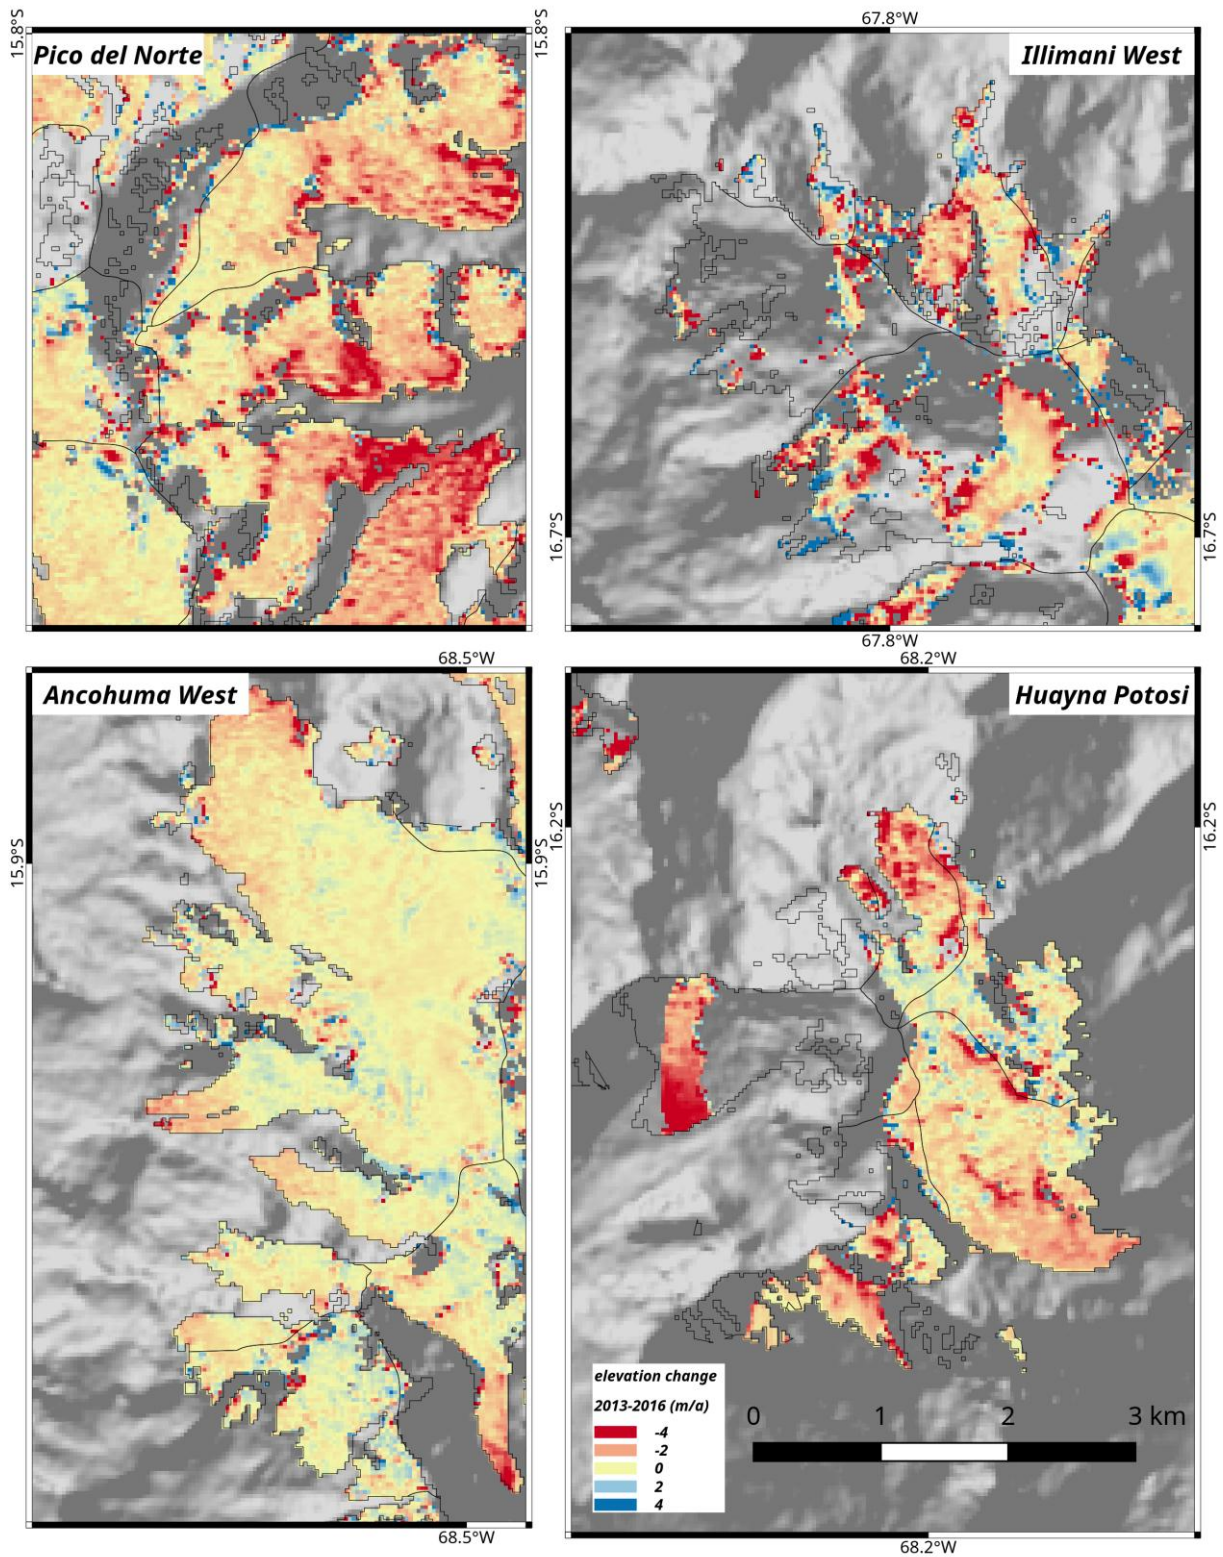 67.8°W
15.8°S
Pico del Norte
15.8°S
Illimani West
16.7°S
16.7°S
67.8°W
68.5°W
68.2°W
Ancohuma West
Huayna Potosi
15.9°S
15.9°S
16.2°S
16.2°S
elevation change
2013-2016 (m/a)
-4
-2
0
2
4
0 1 2 3 km
68.5°W
68.2°W